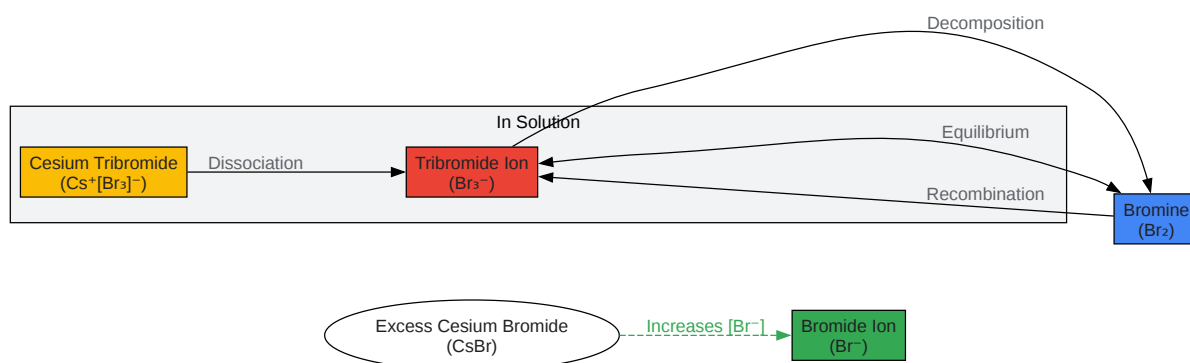 Decomposition
In Solution
Equilibrium
Cesium Tribromide
(Cs⁺[Br₃]⁻)
Dissociation
Tribromide Ion
(Br₃⁻)
Recombination
Bromine
(Br₂)
Excess Cesium Bromide
(CsBr)
Increases [Br⁻]
Bromide Ion
(Br⁻)